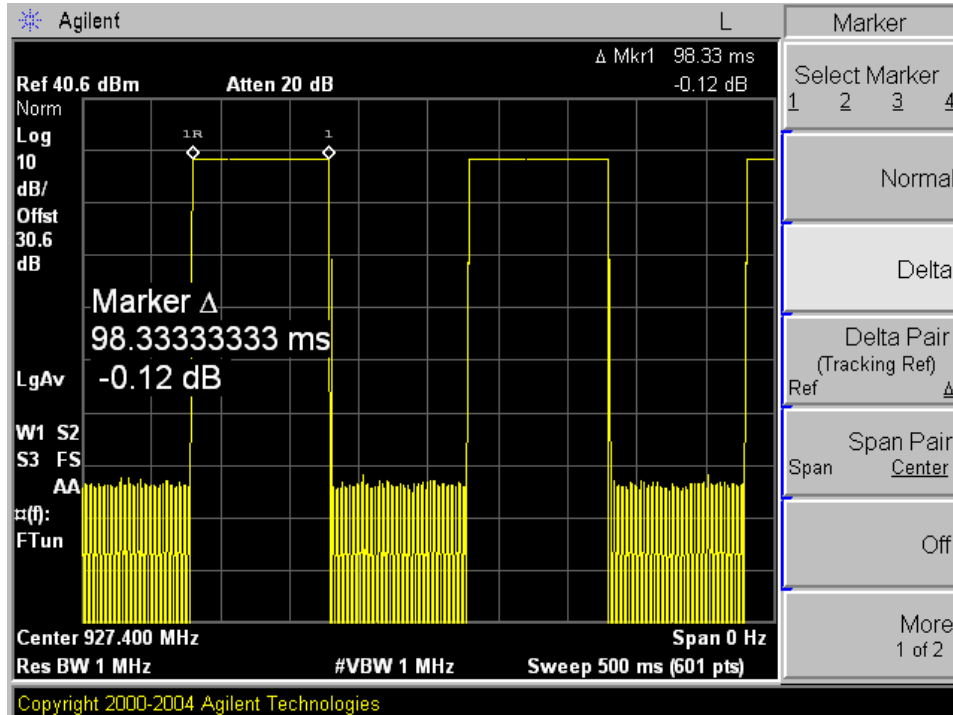 Agilent L Marker
Δ Mkr1 98.33 ms
Ref 40.6 dBm Atten 20 dB -0.12 dB
Norm
Log
10
dB/
Offst
30.6
dB
LgAv
W1 S2
S3 FS
AA
¤(f):
FTun
1R 1
Marker Δ
98.33333333 ms
-0.12 dB
Center 927.400 MHz Span 0 Hz
Res BW 1 MHz #VBW 1 MHz Sweep 500 ms (601 pts)
Select Marker
1 2 3 4
Normal
Delta
Delta Pair
(Tracking Ref)
Ref Δ
Span Pair
Span Center
Off
More
1 of 2
Copyright 2000-2004 Agilent Technologies